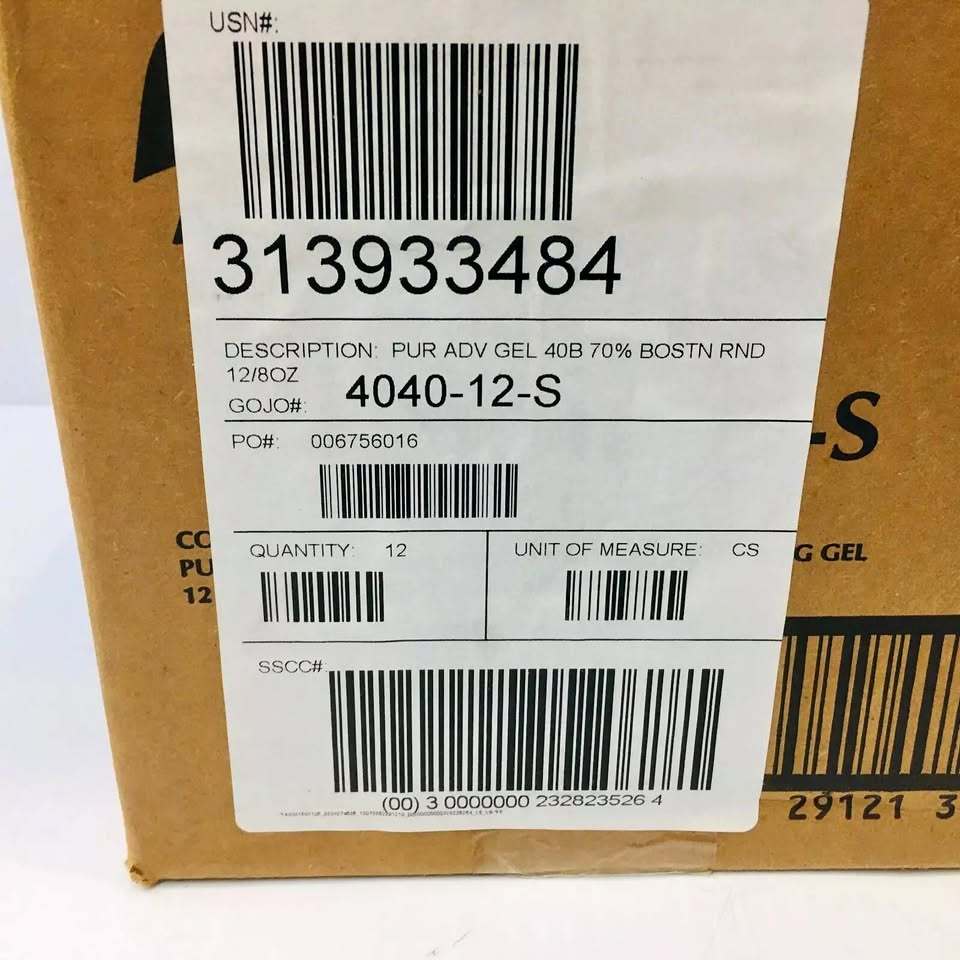 USN#:
313933484
DESCRIPTION: PUR ADV GEL 40B 70% BOSTN RND
12/8OZ
GOJO#: 4040-12-S
PO#: 006756016
-S
QUANTITY: 12 UNIT OF MEASURE: CS
CO
PU G GEL
12
SSCC#
(00) 3 0000000 232823526 4
29121 3